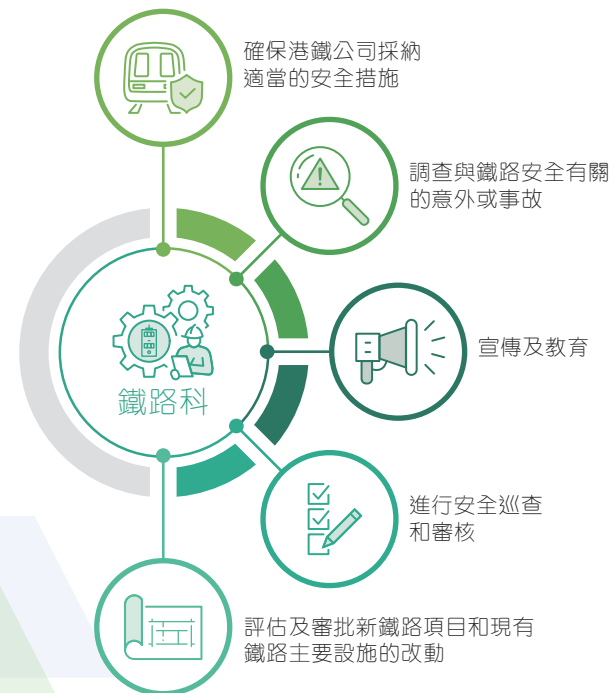 確保港鐵公司採納
適當的安全措施
調查與鐵路安全有關
的意外或事故
宣傳及教育
鐵路科
進行安全巡查
和審核
評估及審批新鐵路項目和現有
鐵路主要設施的改動